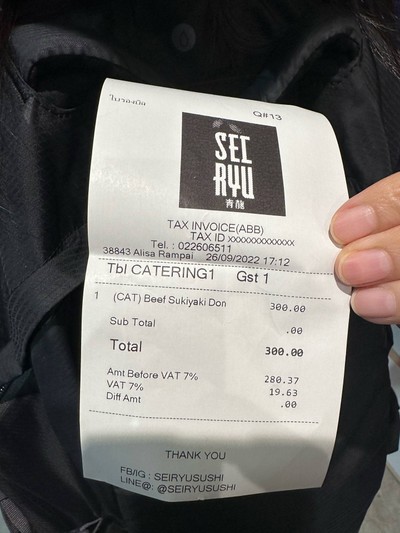 ใบรองบิล
Q#13
SEI
RYU
青龍
TAX INVOICE(ABB)
TAX ID xxxxxxxxxxxxx
Tel. : 022606511
38843 Alisa Rampai 26/09/2022 17:12
Tbl CATERING1 Gst 1
1 (CAT) Beef Sukiyaki Don 300.00
Sub Total .00
Total 300.00
Amt Before VAT 7% 280.37
VAT 7% 19.63
Diff Amt .00
THANK YOU
FB/IG : SEIRYUSUSHI
LINE@: @SEIRYUSUSHI